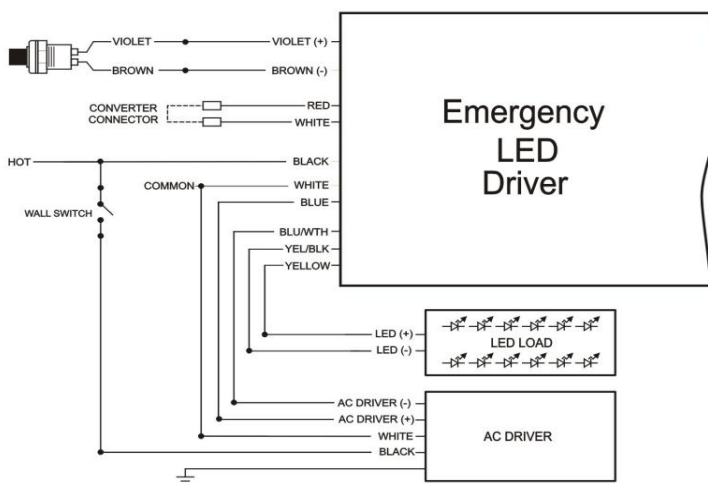 VIOLET VIOLET (+)
BROWN BROWN (-)
CONVERTER
CONNECTOR
RED
WHITE
HOT BLACK
COMMON WHITE
BLUE
WALL SWITCH
BLU/WTH
YEL/BLK
YELLOW
Emergency
LED
Driver
LED (+)
LED (-)
LED LOAD
AC DRIVER (-)
AC DRIVER (+)
WHITE
BLACK
AC DRIVER